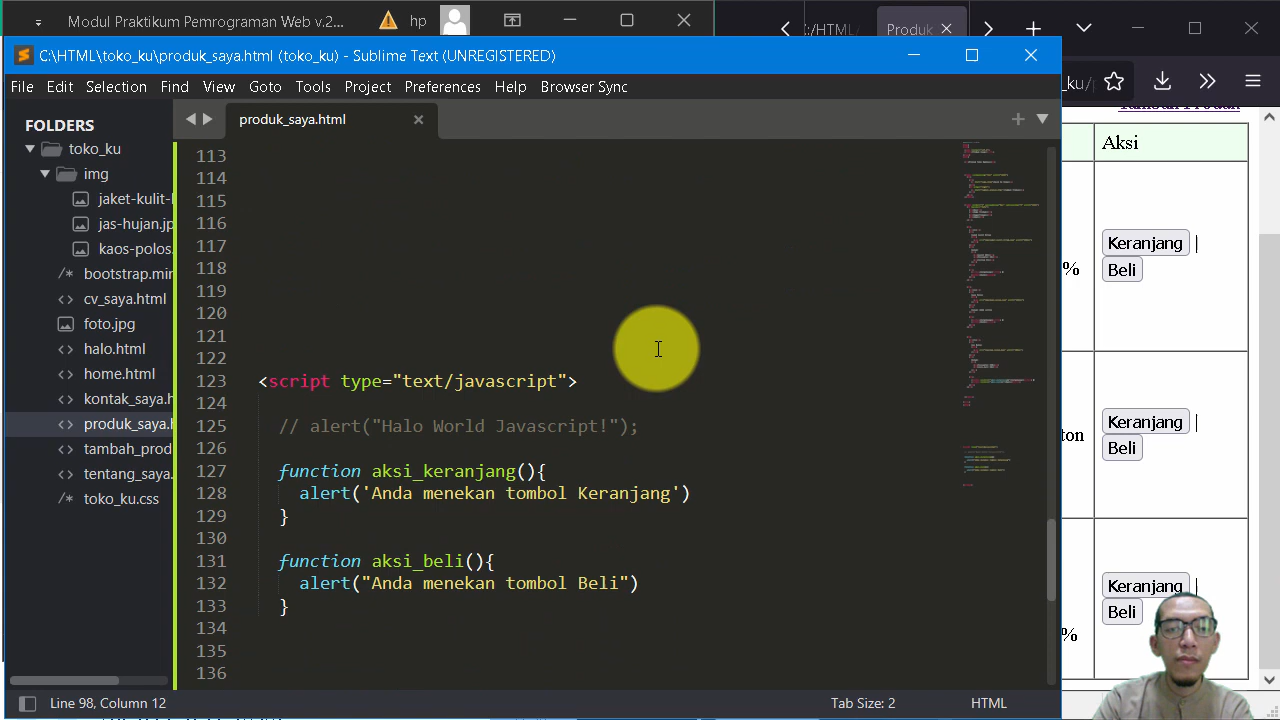 Modul Praktikum Pemrograman Web v.2...
hp
Produk
C:\HTML\toko_ku\produk_saya.html (toko_ku) - Sublime Text (UNREGISTERED)
File Edit Selection Find View Goto Tools Project Preferences Help Browser Sync
FOLDERS
toko_ku
img
jaket-kulit-
jas-hujan.jp
kaos-polos.
bootstrap.min
cv_saya.html
foto.jpg
halo.html
home.html
kontak_saya.h
produk_saya.h
tambah_prod
n_saya.
toko_ku.css
produk_saya.html
113
114
115
116
117
118
119
120
121
122
123 <script type="text/javascript">
124
125 // alert("Halo World Javascript!");
126
127 function aksi_keranjang(){
128 alert('Anda menekan tombol Keranjang')
129 }
130
131 function aksi_beli(){
132 alert("Anda menekan tombol Beli")
133 }
134
135
136
Line 98, Column 12
Tab Size: 2
HTML
Aksi
Keranjang |
Beli
%
Keranjang |
Beli
ton
Keranjang |
Beli
%